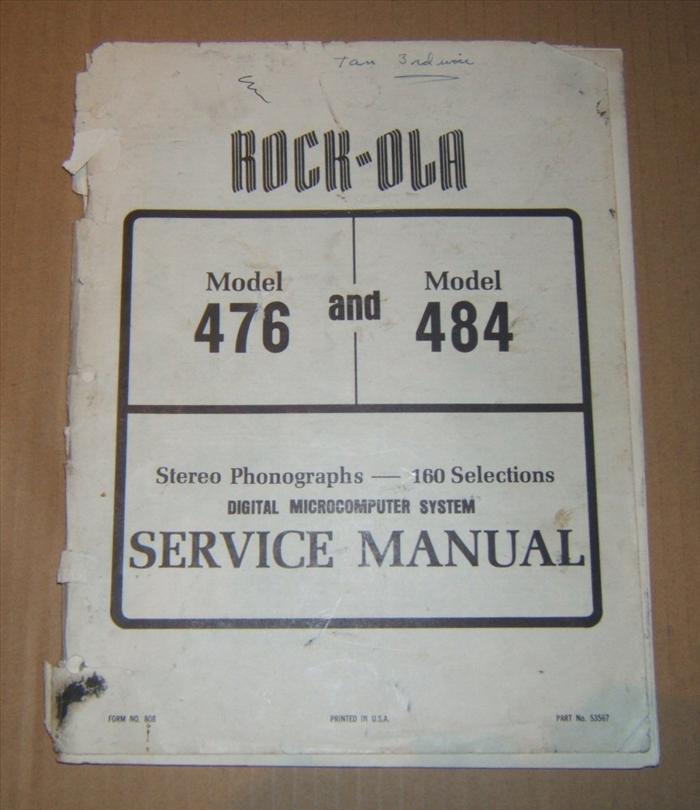 ROCK-OLA
Model 476 and Model 484
Stereo Phonographs — 160 Selections
DIGITAL MICROCOMPUTER SYSTEM
SERVICE MANUAL
FORM NO. 808 PRINTED IN U.S.A. PART No. 53567